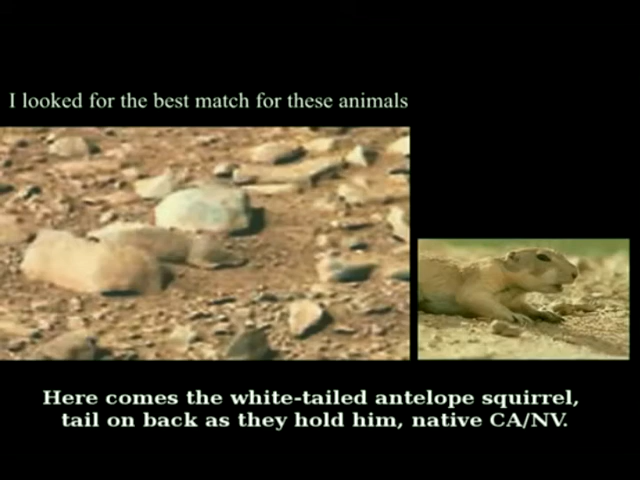 I looked for the best match for these animals
Here comes the white-tailed antelope squirrel,
tail on back as they hold him, native CA/NV.